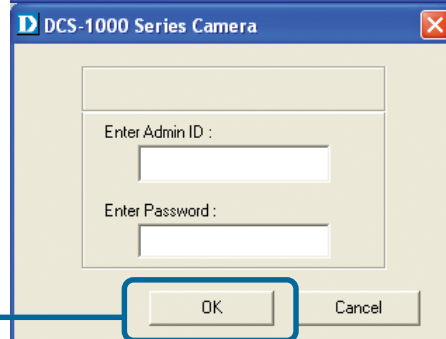 D DCS-1000 Series Camera
Enter Admin ID :
Enter Password :
OK Cancel